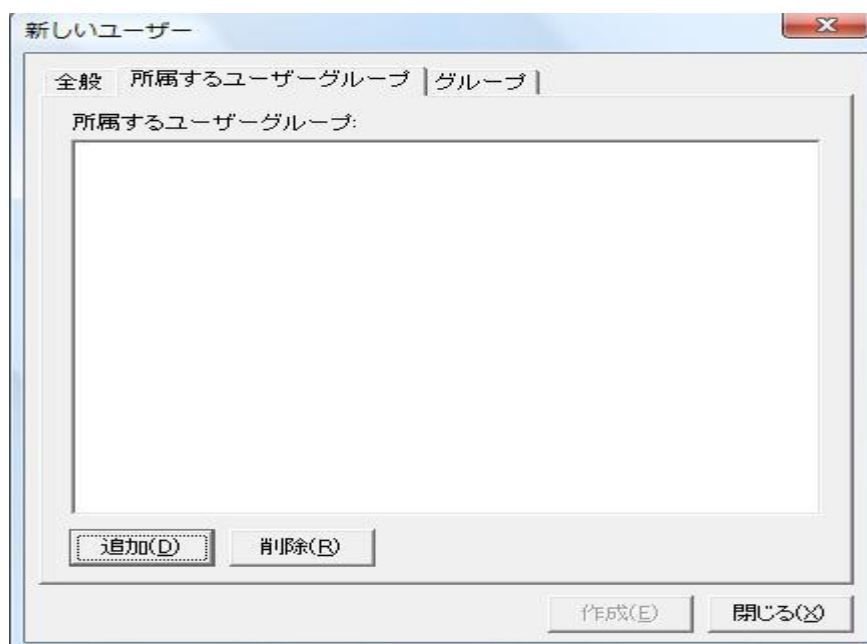 新しいユーザー
全般 所属するユーザーグループ グループ
所属するユーザーグループ:
追加(D) 削除(R)
作成(E) 閉じる(X)